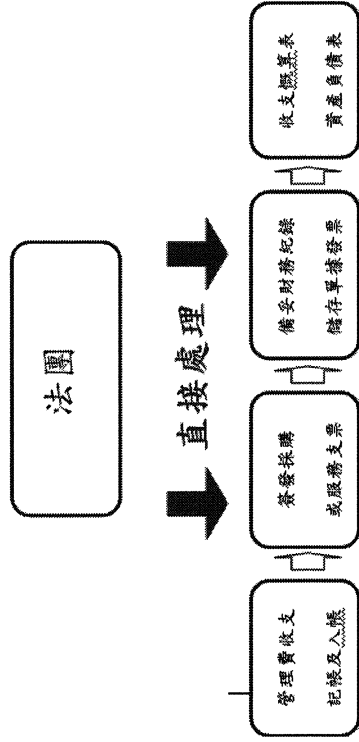 法團
直接處理
管理費收支
記帳及入帳
簽發採購
或服務支票
備妥財務紀錄
儲存單據發票
收支概算表
資產負債表